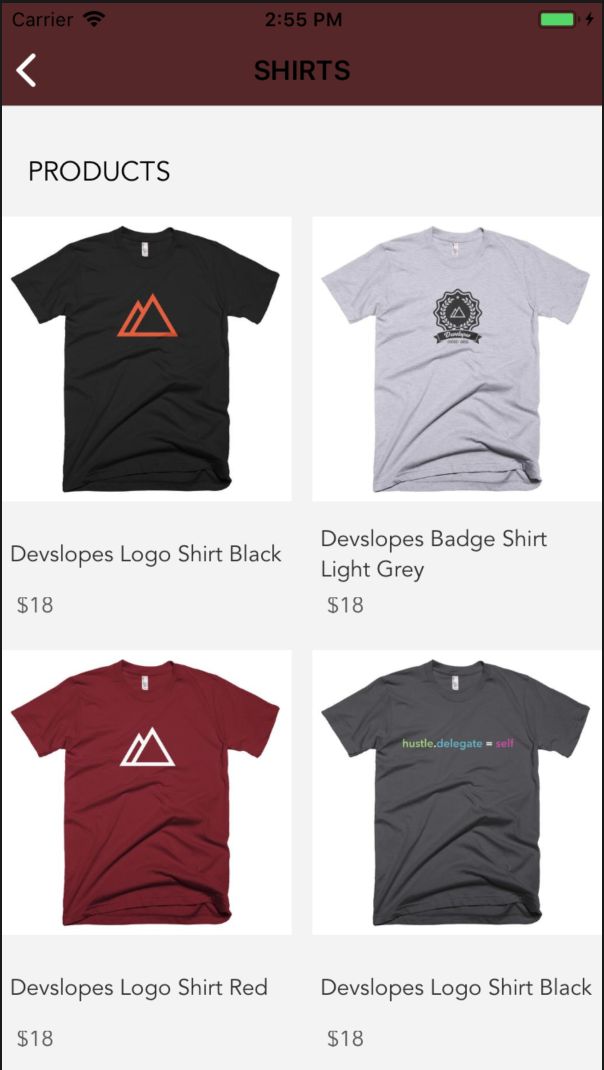 Carrier 2:55 PM
SHIRTS
PRODUCTS
Devslopes
Devslopes Logo Shirt Black
Devslopes Badge Shirt
Light Grey
$18
$18
hustle.delegate = self
Devslopes Logo Shirt Red
Devslopes Logo Shirt Black
$18
$18